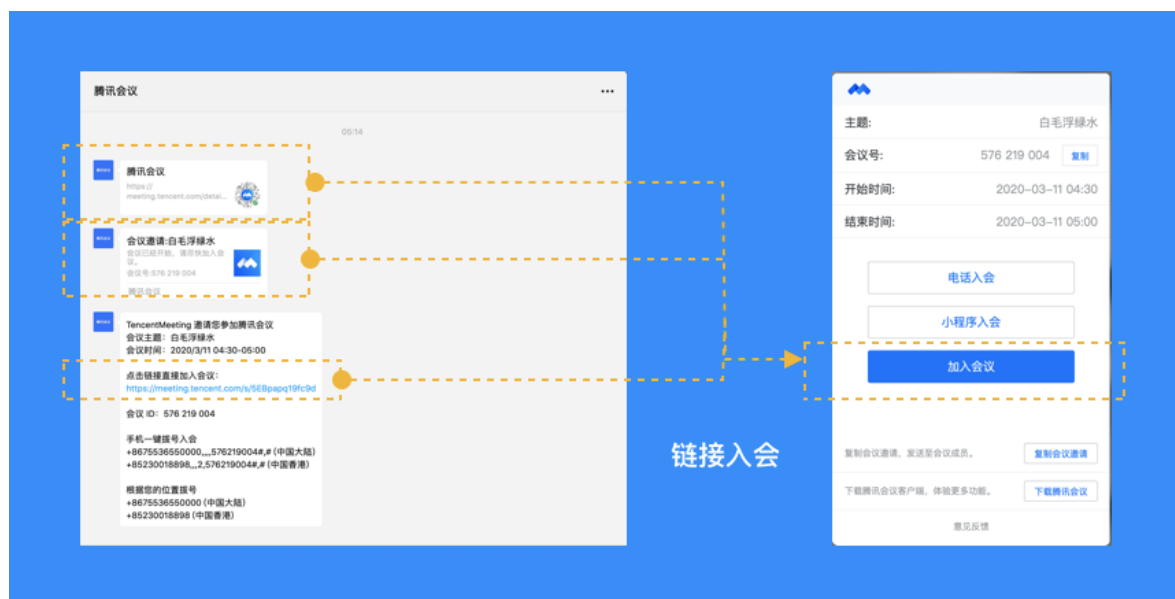 腾讯会议
05:14
腾讯会议
https://
meeting.tencent.com/detai...
会议邀请:白毛浮绿水
会议已经开始，请尽快加入会
议。
会议号:576 219 004
腾讯会议
TencentMeeting 邀请您参加腾讯会议
会议主题：白毛浮绿水
会议时间：2020/3/11 04:30-05:00
点击链接直接加入会议：
https://meeting.tencent.com/s/5EBpapq19fc9d
会议 ID：576 219 004
手机一键拨号入会
+8675536550000,,,,576219004#,# (中国大陆)
+85230018898,,,2,576219004#,# (中国香港)
根据您的位置拨号
+8675536550000 (中国大陆)
+85230018898 (中国香港)
链接入会
主题: 白毛浮绿水
会议号: 576 219 004 复制
开始时间: 2020-03-11 04:30
结束时间: 2020-03-11 05:00
电话入会
小程序入会
加入会议
复制会议邀请，发送至会议成员。 复制会议邀请
下载腾讯会议客户端，体验更多功能。 下载腾讯会议
意见反馈